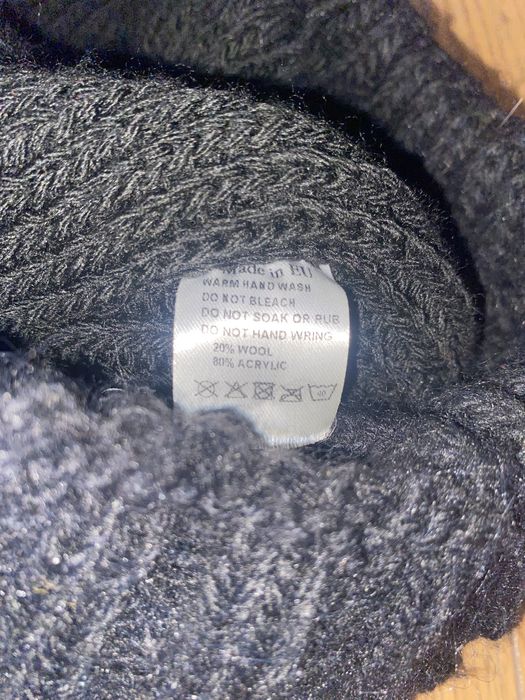 Made in EU
WARM HAND WASH
DO NOT BLEACH
DO NOT SOAK OR RUB
DO NOT HAND WRING
20% WOOL
80% ACRYLIC
40